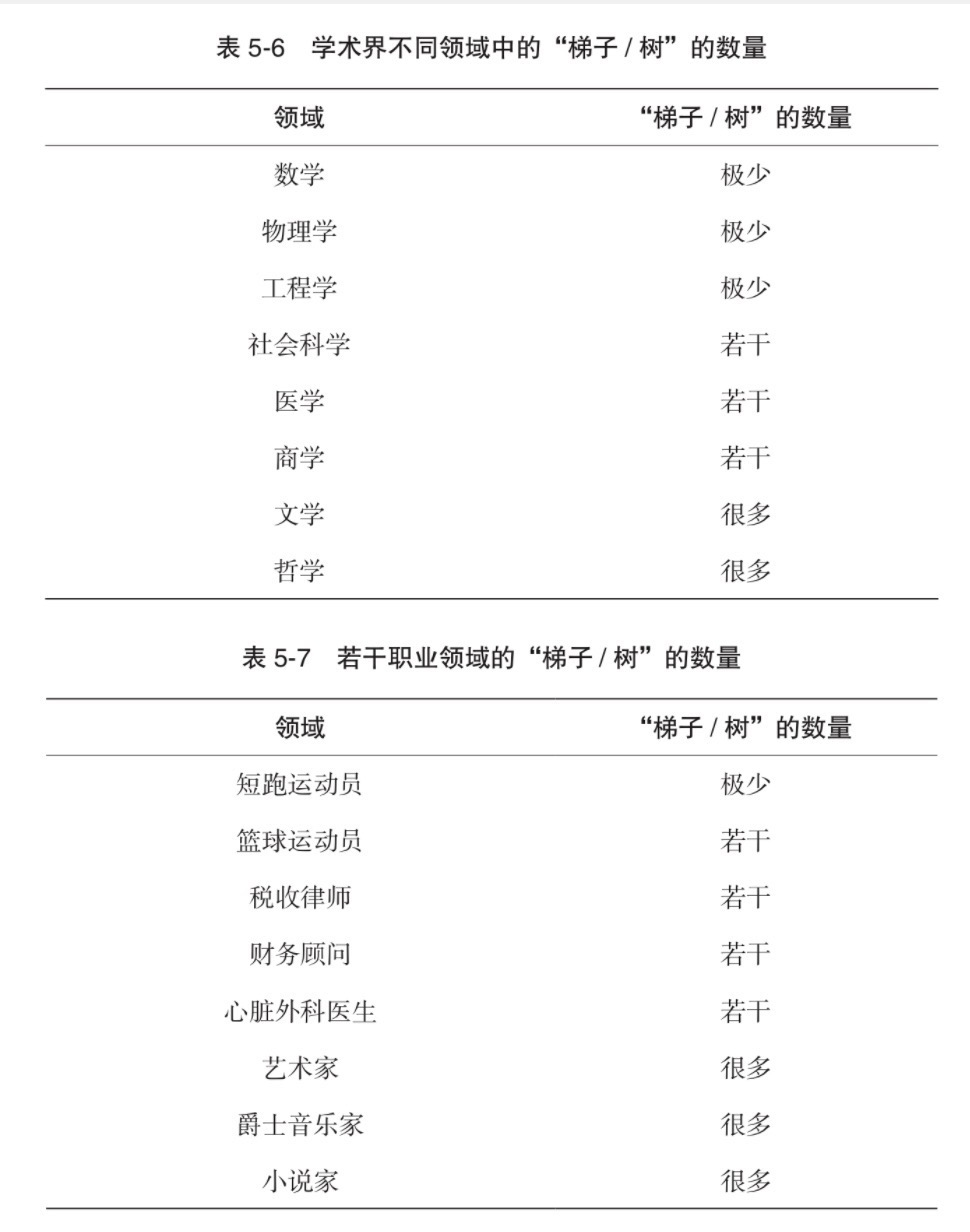 表 5-6 学术界不同领域中的“梯子 / 树”的数量
领域 “梯子 / 树”的数量
数学 极少
物理学 极少
工程学 极少
社会科学 若干
医学 若干
商学 若干
文学 很多
哲学 很多
表 5-7 若干职业领域的“梯子 / 树”的数量
领域 “梯子 / 树”的数量
短跑运动员 极少
篮球运动员 若干
税收律师 若干
财务顾问 若干
心脏外科医生 若干
艺术家 很多
爵士音乐家 很多
小说家 很多